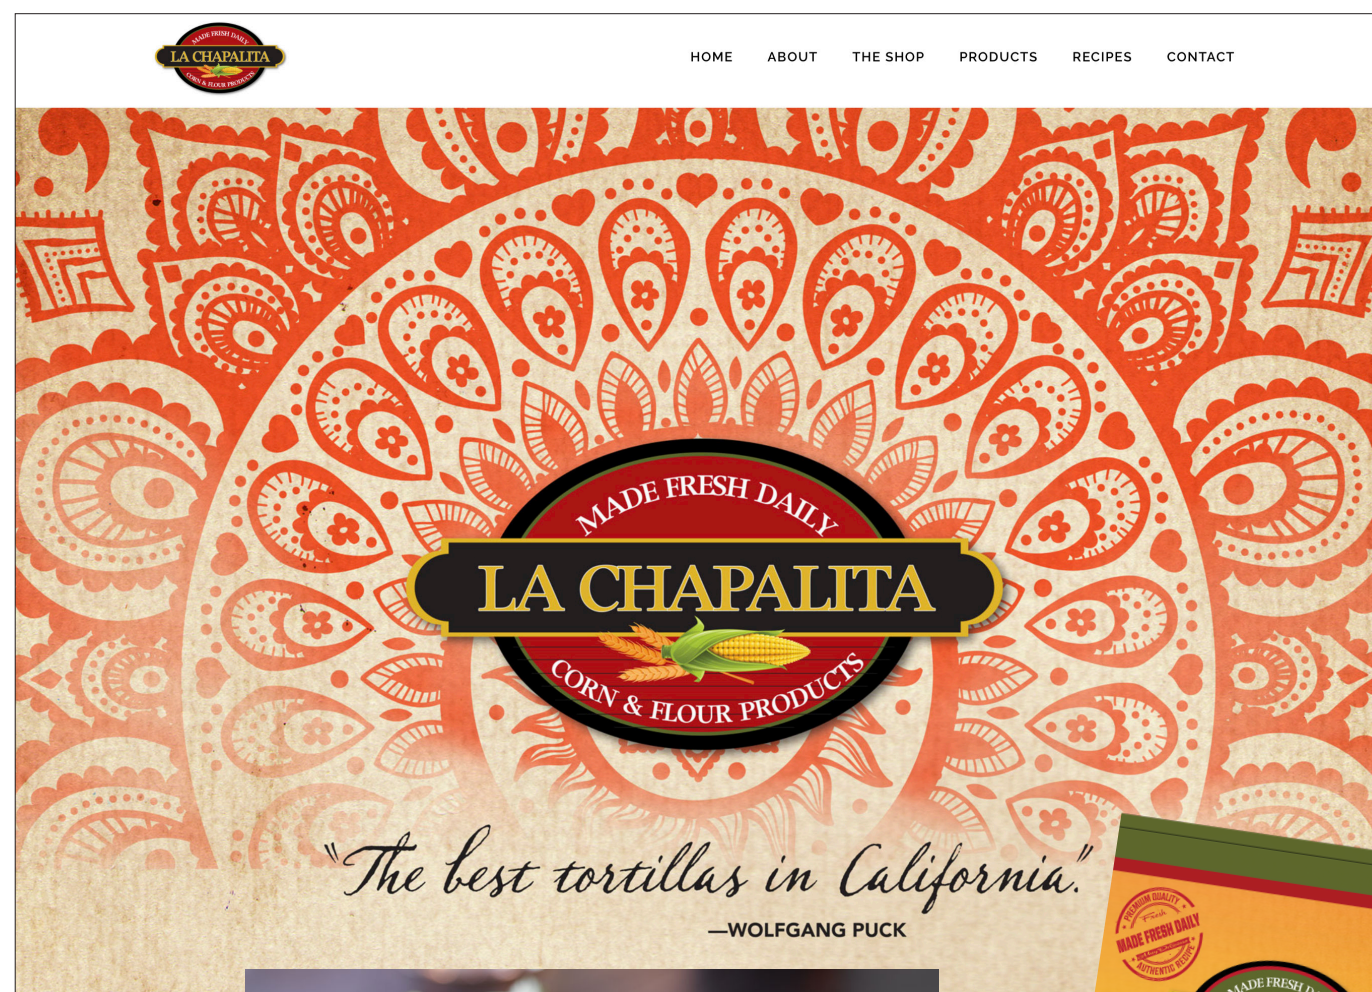 MADE FRESH DAILY
LA CHAPALITA
CORN & FLOUR PRODUCTS
HOME ABOUT THE SHOP PRODUCTS RECIPES CONTACT
MADE FRESH DAILY
LA CHAPALITA
CORN & FLOUR PRODUCTS
"The best tortillas in California."
—WOLFGANG PUCK
PREMIUM QUALITY
Fresh
MADE FRESH DAILY
AUTHENTIC RECIPE
MADE FRESH